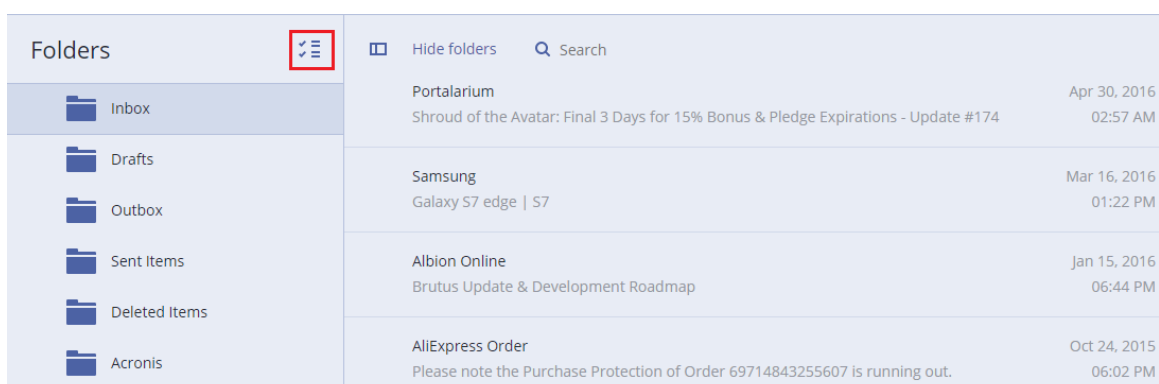 Folders
Inbox
Drafts
Outbox
Sent Items
Deleted Items
Acronis
Hide folders
Search
Portalarium
Apr 30, 2016
Shroud of the Avatar: Final 3 Days for 15% Bonus & Pledge Expirations - Update #174
02:57 AM
Samsung
Mar 16, 2016
Galaxy S7 edge | S7
01:22 PM
Albion Online
Jan 15, 2016
Brutus Update & Development Roadmap
06:44 PM
AliExpress Order
Oct 24, 2015
Please note the Purchase Protection of Order 69714843255607 is running out.
06:02 PM